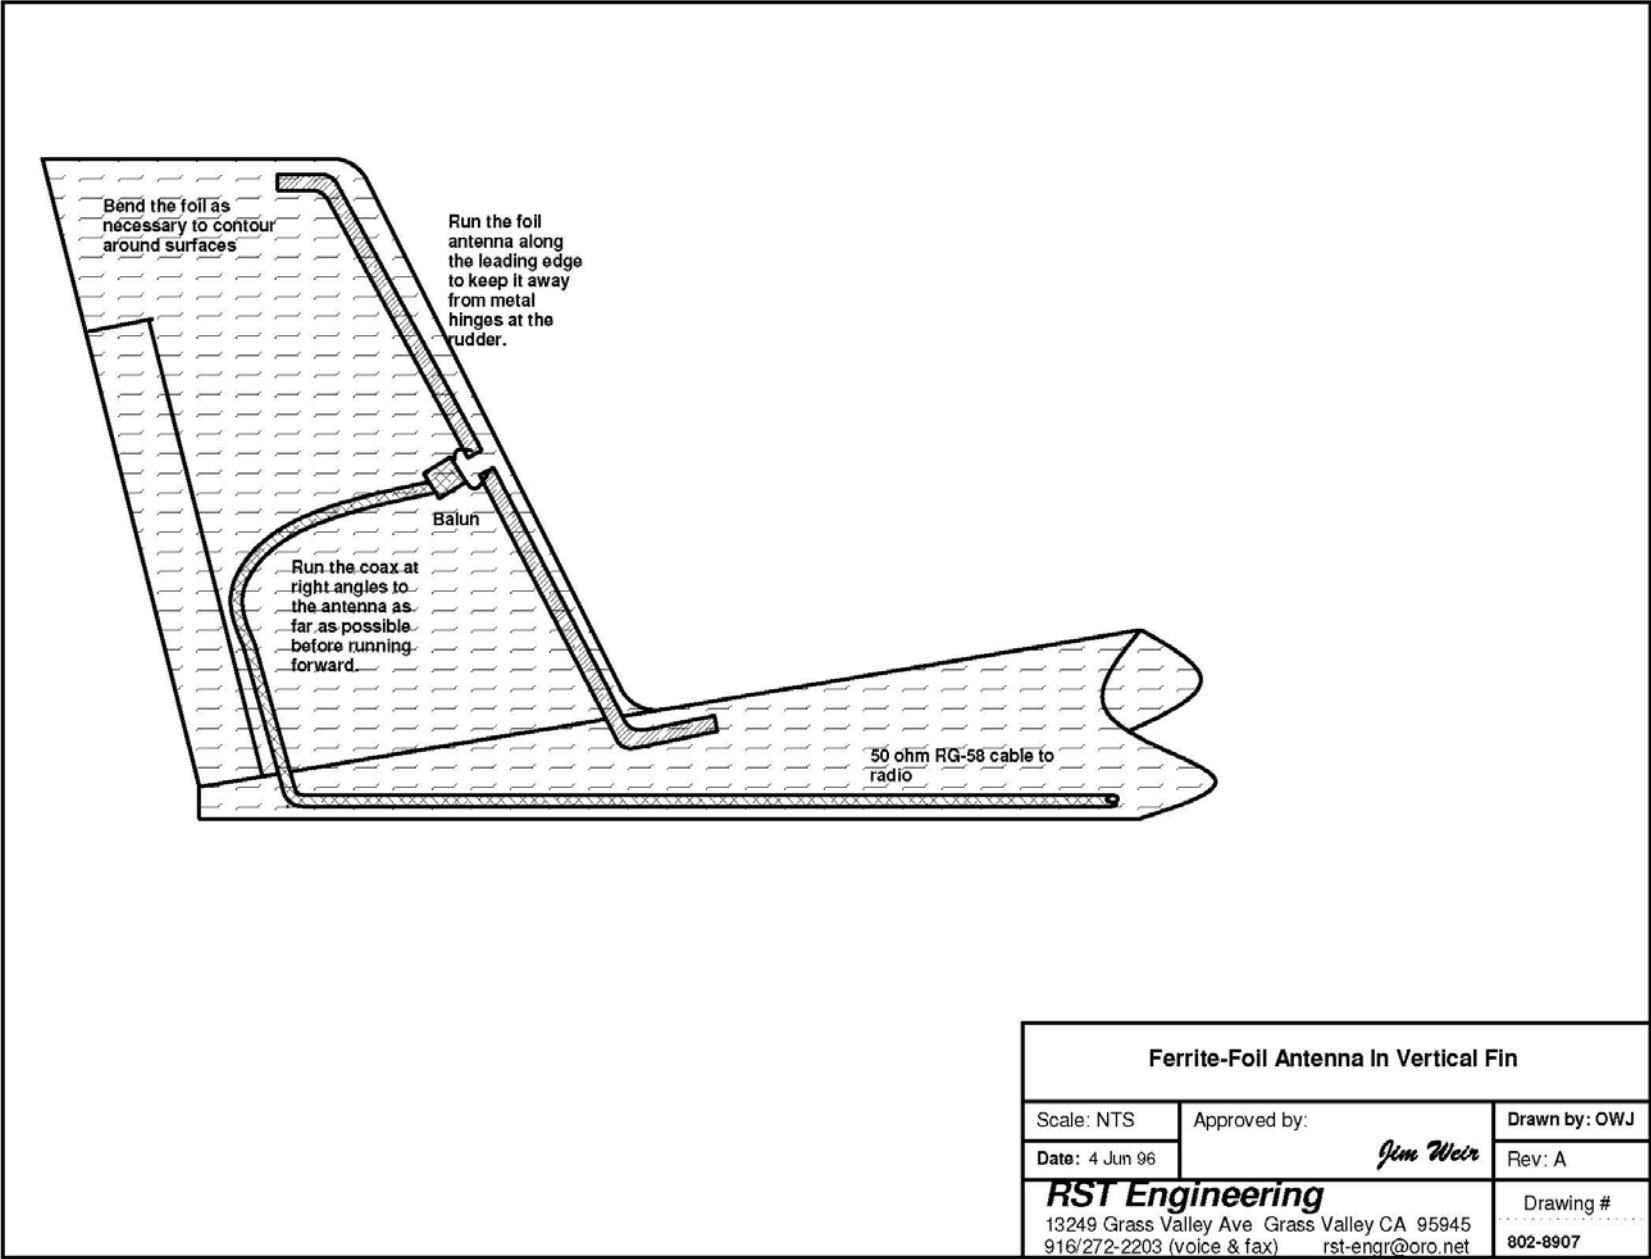 Bend the foil as
necessary to contour
around surfaces
Run the foil
antenna along
the leading edge
to keep it away
from metal
hinges at the
rudder.
Balun
Run the coax at
right angles to
the antenna as
far as possible
before running
forward.
50 ohm RG-58 cable to
radio
Ferrite-Foil Antenna In Vertical Fin
Scale: NTS
Approved by:
Drawn by: OWJ
Jim Weir
Date: 4 Jun 96
Rev: A
RST Engineering
13249 Grass Valley Ave Grass Valley CA 95945
916/272-2203 (voice & fax) rst-engr@oro.net
Drawing #
802-8907